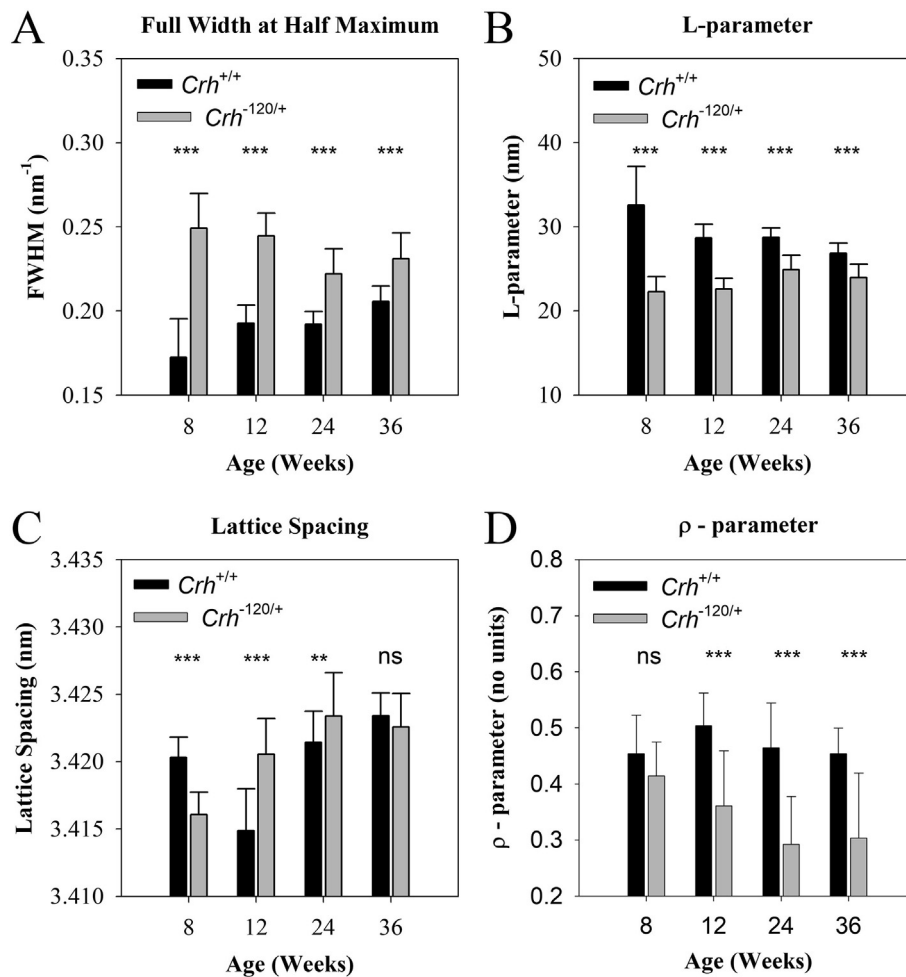 A Full Width at Half Maximum
0.35
0.30
0.25
0.20
0.15
FWHM (nm⁻¹)
Crh⁺/⁺
Crh⁻¹²⁰/⁺
*** *** *** ***
8 12 24 36
Age (Weeks)
B L-parameter
50
40
30
20
10
L-parameter (nm)
Crh⁺/⁺
Crh⁻¹²⁰/⁺
*** *** *** ***
8 12 24 36
Age (Weeks)
C Lattice Spacing
3.435
3.430
3.425
3.420
3.415
3.410
Lattice Spacing (nm)
Crh⁺/⁺
Crh⁻¹²⁰/⁺
*** *** ** ns
8 12 24 36
Age (Weeks)
D ρ - parameter
0.8
0.7
0.6
0.5
0.4
0.3
0.2
ρ - parameter (no units)
Crh⁺/⁺
Crh⁻¹²⁰/⁺
ns *** *** ***
8 12 24 36
Age (Weeks)